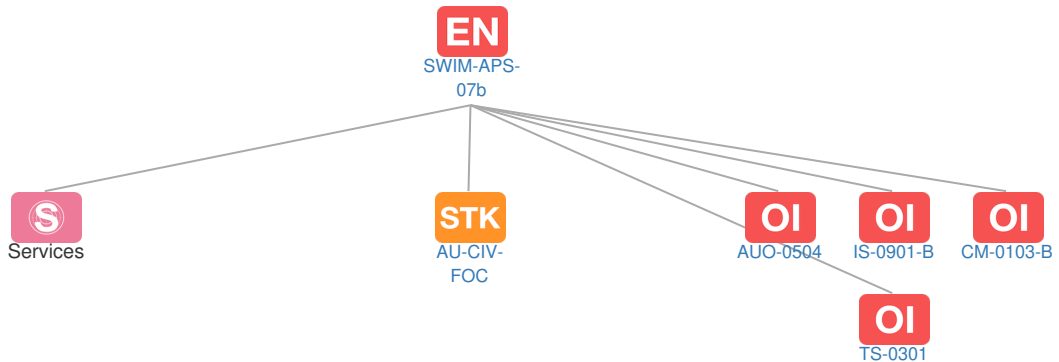 EN
SWIM-APS-
07b
S
Services
STK
AU-CIV-
FOC
OI
AUO-0504
OI
IS-0901-B
OI
CM-0103-B
OI
TS-0301